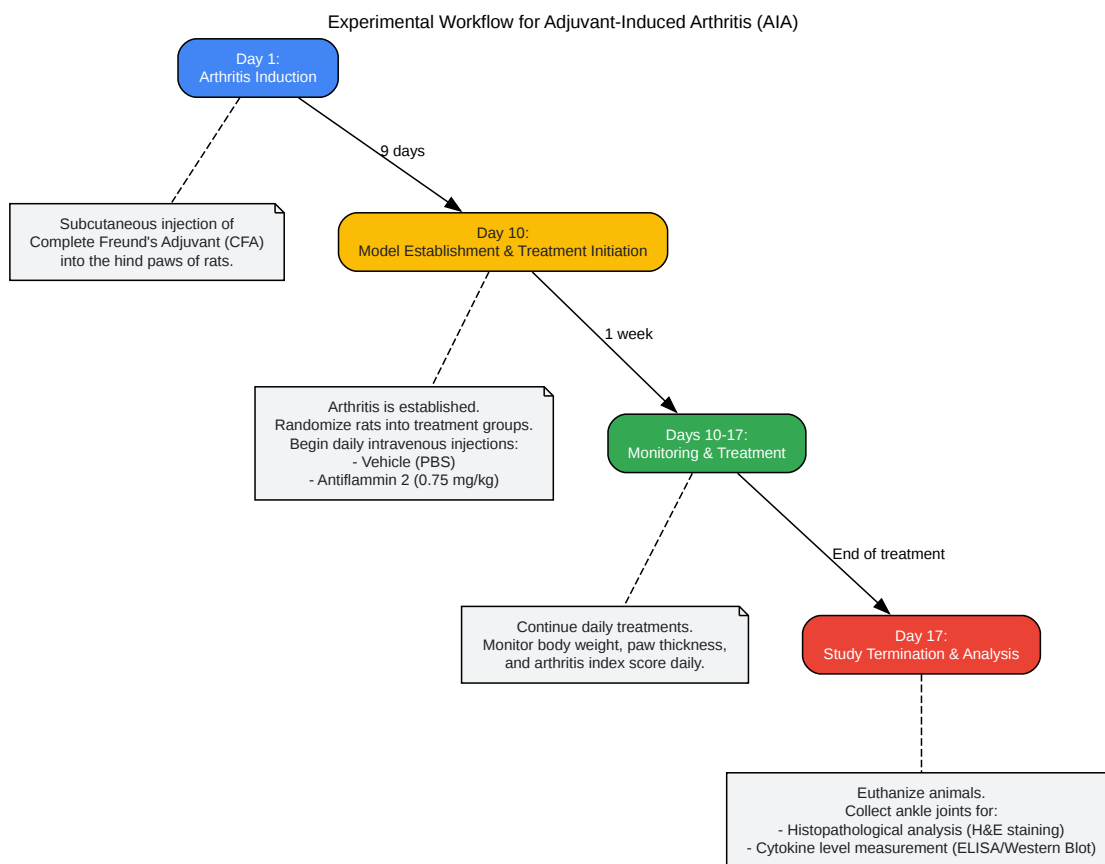 Experimental Workflow for Adjuvant-Induced Arthritis (AIA)
Day 1:
Arthritis Induction
9 days
Subcutaneous injection of
Complete Freund's Adjuvant (CFA)
into the hind paws of rats.
Day 10:
Model Establishment & Treatment Initiation
1 week
Arthritis is established.
Randomize rats into treatment groups.
Begin daily intravenous injections:
- Vehicle (PBS)
- Antiflammin 2 (0.75 mg/kg)
Days 10-17:
Monitoring & Treatment
End of treatment
Continue daily treatments.
Monitor body weight, paw thickness,
and arthritis index score daily.
Day 17:
Study Termination & Analysis
Euthanize animals.
Collect ankle joints for:
- Histopathological analysis (H&E staining)
- Cytokine level measurement (ELISA/Western Blot)